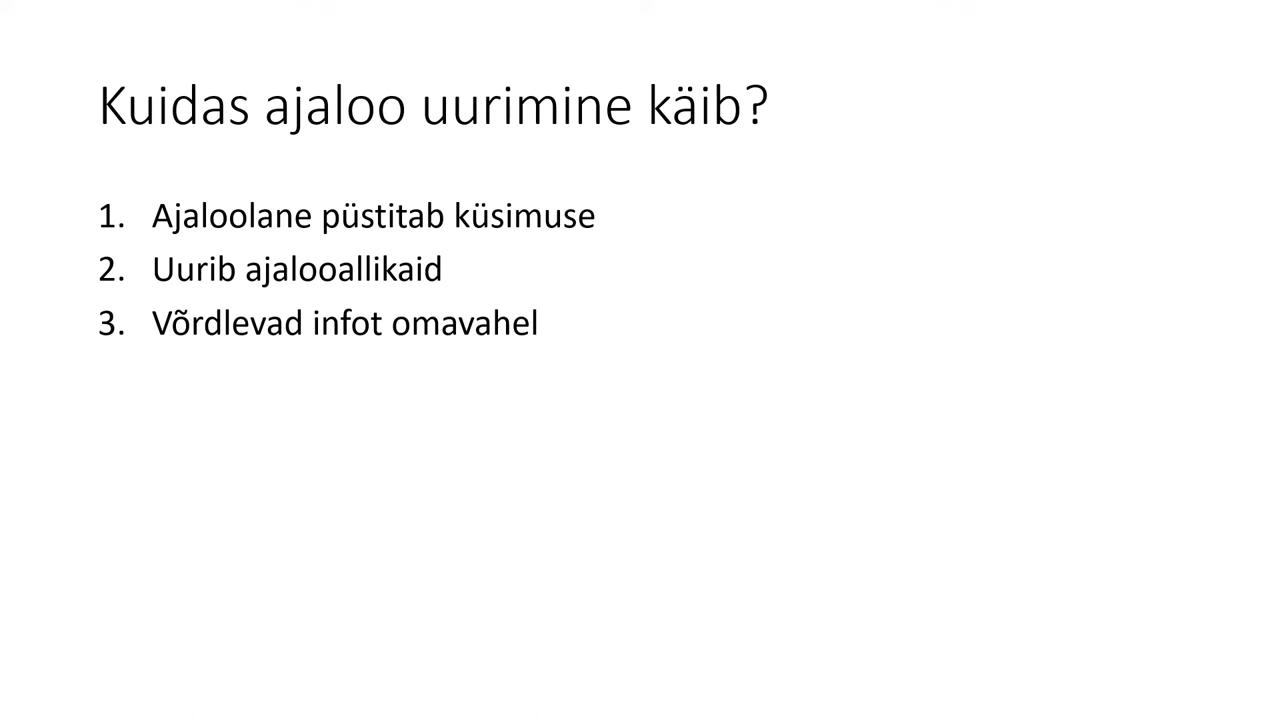 Kuidas ajaloo uurimine käib?
1. Ajaloolane püstitab küsimuse
2. Uurib ajalooallikaid
3. Võrdlevad infot omavahel